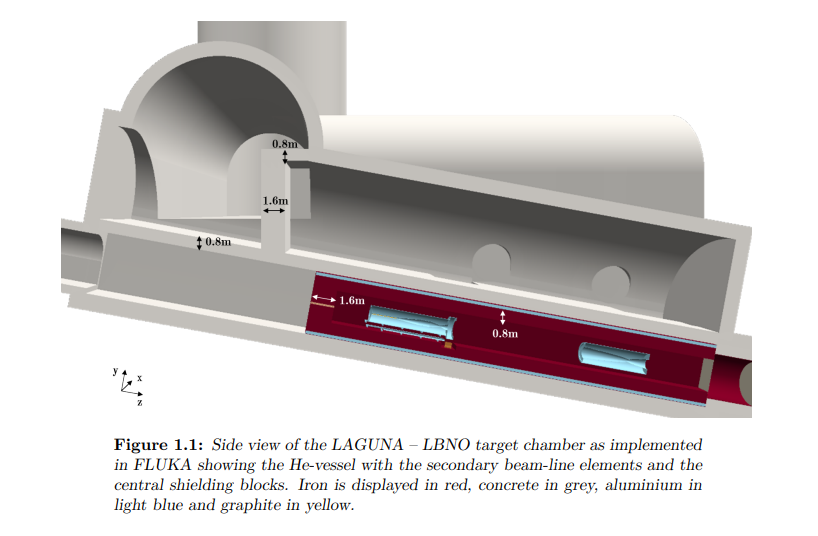 0.8m
1.6m
0.8m
1.6m
0.8m
y
x
z
Figure 1.1: Side view of the LAGUNA – LBNO target chamber as implemented
in FLUKA showing the He-vessel with the secondary beam-line elements and the
central shielding blocks. Iron is displayed in red, concrete in grey, aluminium in
light blue and graphite in yellow.